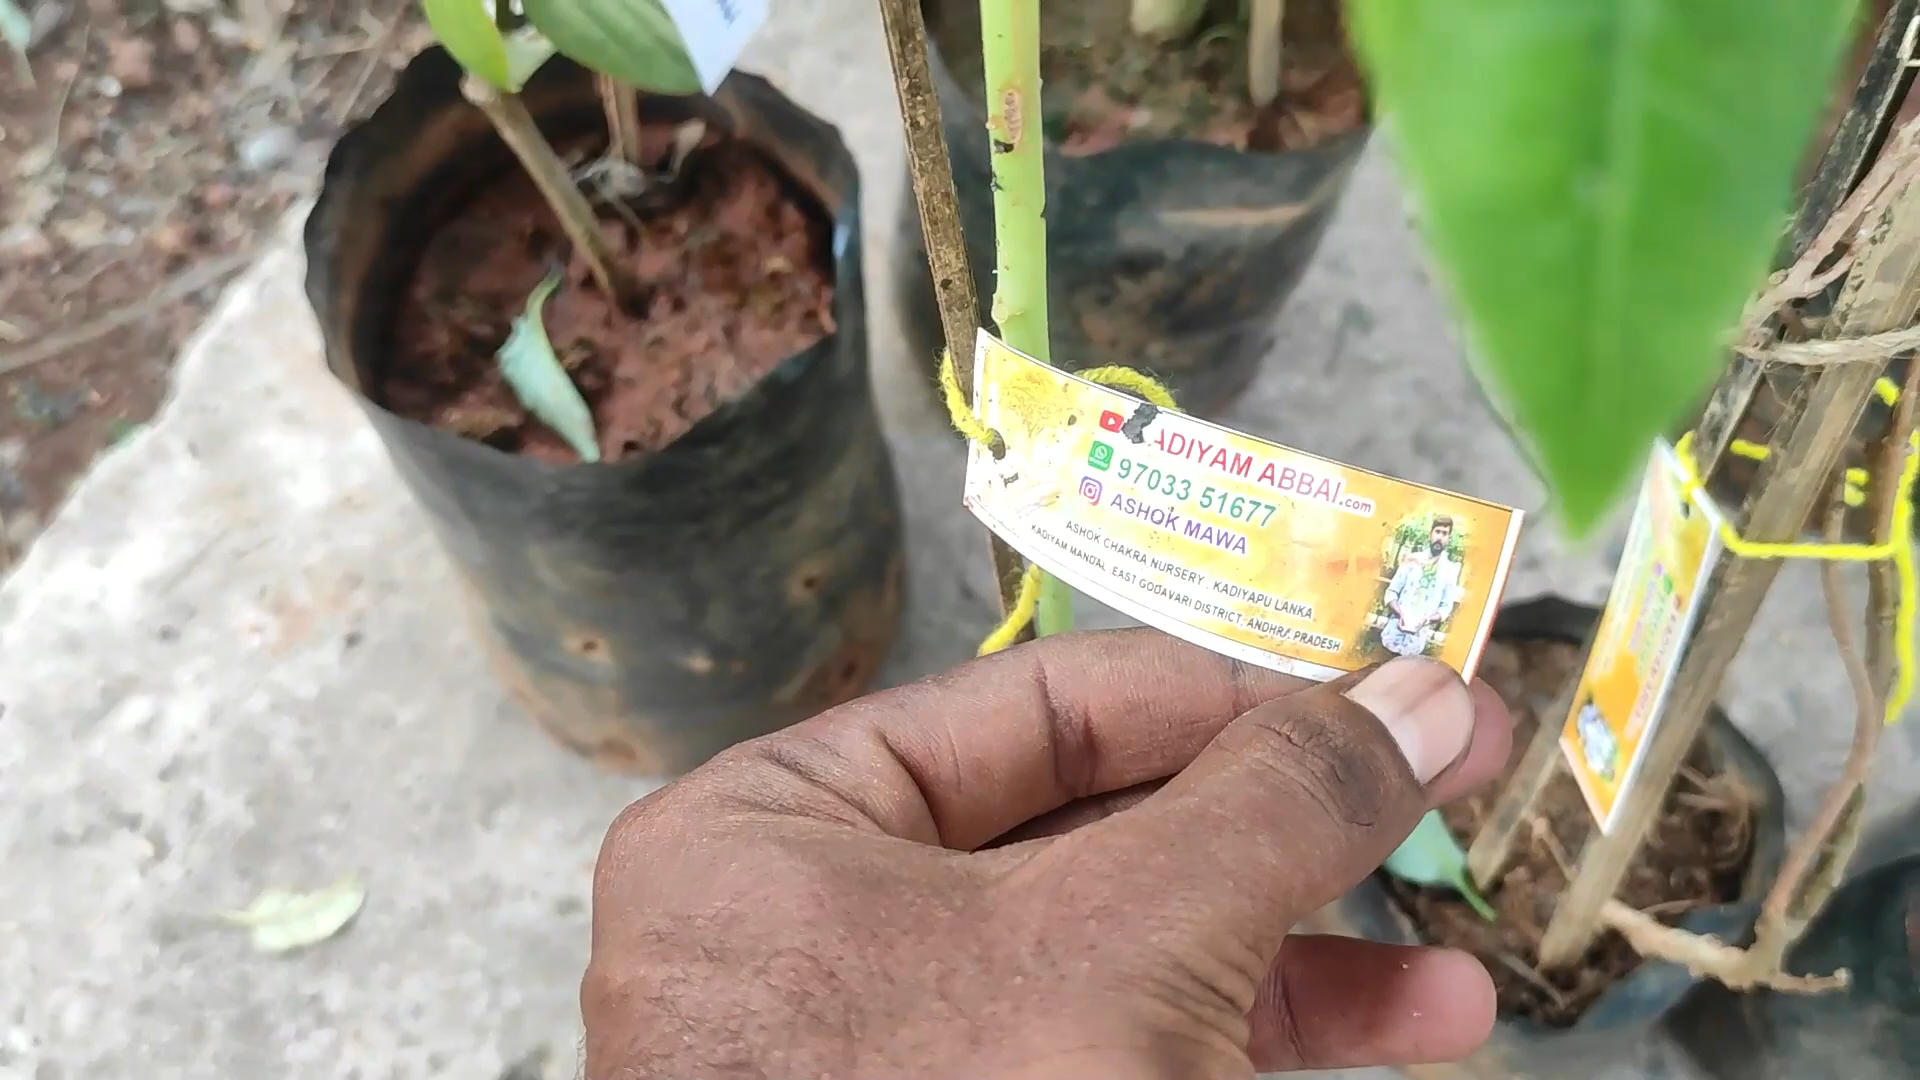 ADIYAM ABBAI.com
97033 51677
ASHOK MAWA
ASHOK CHAKRA NURSERY, KADIYAPU LANKA
KADIYAM MANDAL, EAST GODAVARI DISTRICT, ANDHRA PRADESH